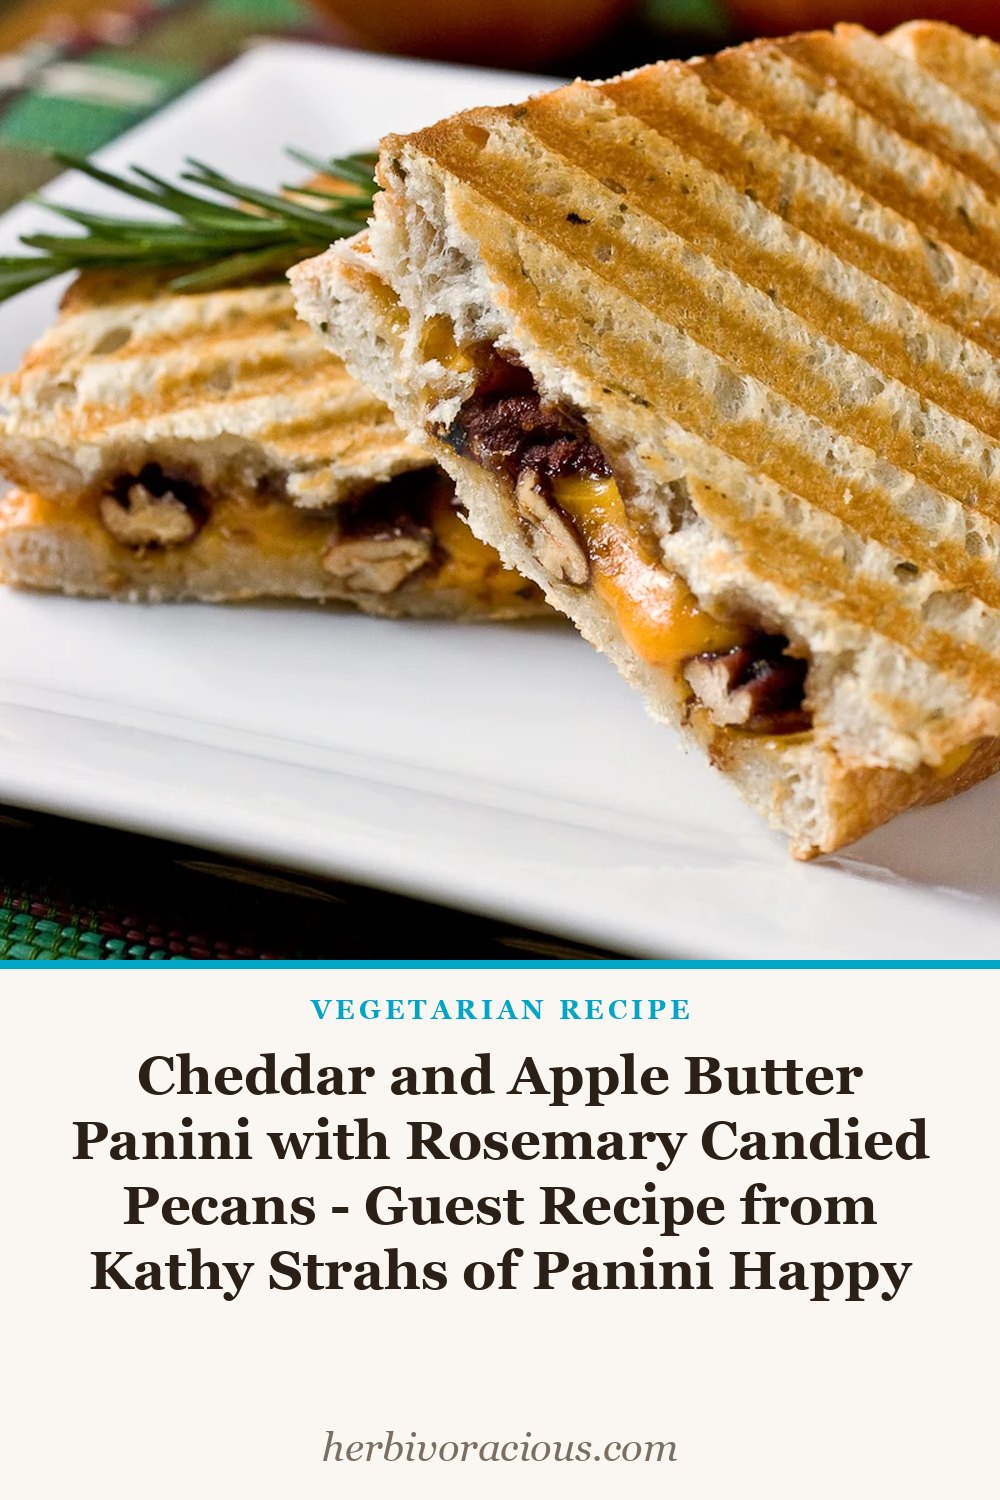 VEGETARIAN RECIPE
Cheddar and Apple Butter
Panini with Rosemary Candied
Pecans - Guest Recipe from
Kathy Strahs of Panini Happy
herbivoracious.com